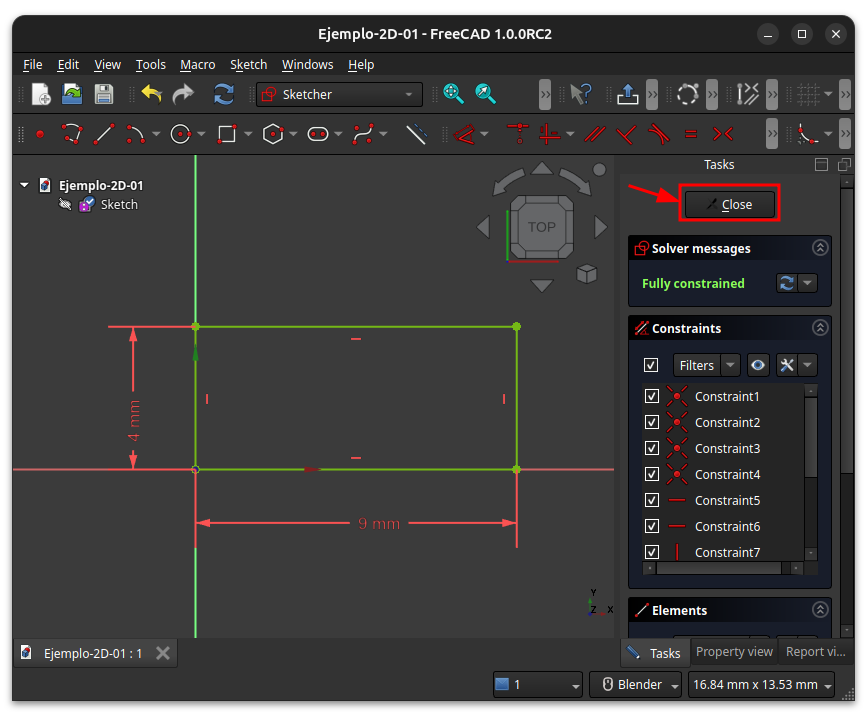 Ejemplo-2D-01 - FreeCAD 1.0.0RC2
File Edit View Tools Macro Sketch Windows Help
Sketcher
Tasks
Ejemplo-2D-01
Sketch
TOP
Close
Solver messages
Fully constrained
Constraints
Filters
Constraint1
Constraint2
Constraint3
Constraint4
Constraint5
Constraint6
Constraint7
4 mm
9 mm
Y
Z X
Elements
Ejemplo-2D-01 : 1
Tasks Property view Report vi...
1 Blender 16.84 mm x 13.53 mm